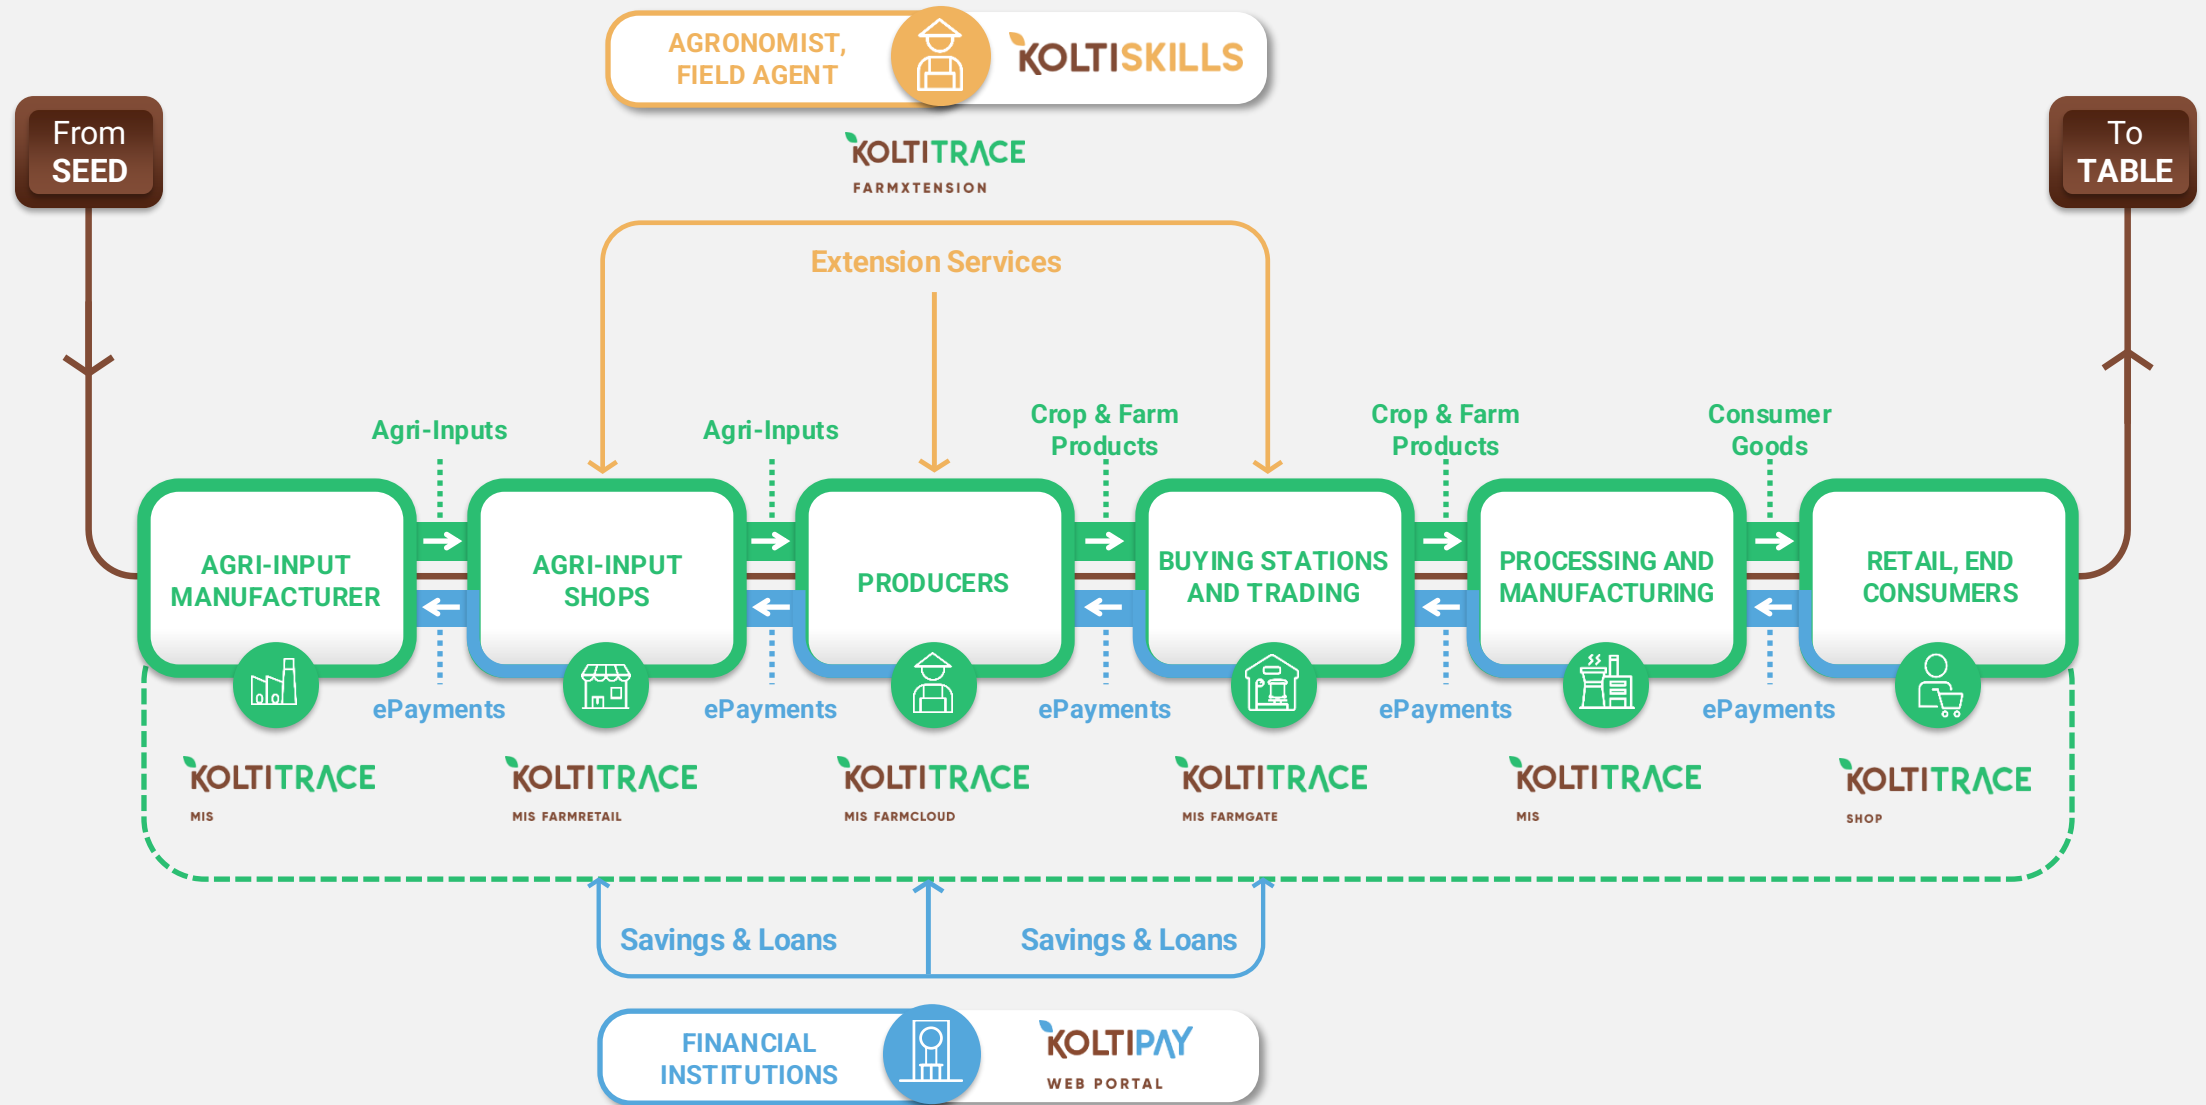 AGRONOMIST,
FIELD AGENT
KOLTISKILLS
KOLTITRACE
FARMXTENSION
From
SEED
To
TABLE
Extension Services
Agri-Inputs
Agri-Inputs
Crop & Farm
Products
Crop & Farm
Products
Consumer
Goods
AGRI-INPUT
MANUFACTURER
AGRI-INPUT
SHOPS
PRODUCERS
BUYING STATIONS
AND TRADING
PROCESSING AND
MANUFACTURING
RETAIL, END
CONSUMERS
ePayments
ePayments
ePayments
ePayments
ePayments
KOLTITRACE
MIS
KOLTITRACE
MIS FARMRETAIL
KOLTITRACE
MIS FARMCLOUD
KOLTITRACE
MIS FARMGATE
KOLTITRACE
MIS
KOLTITRACE
SHOP
Savings & Loans
Savings & Loans
FINANCIAL
INSTITUTIONS
KOLTIPAY
WEB PORTAL